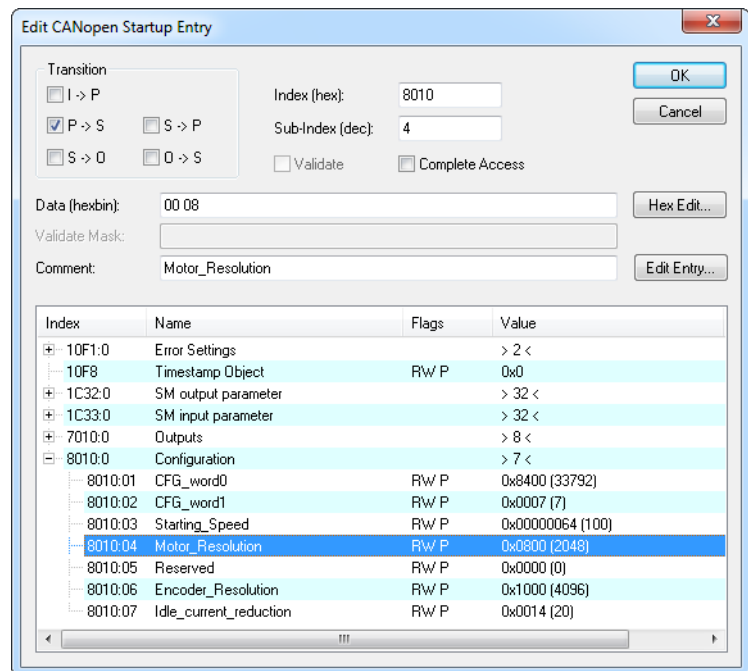 Edit CANopen Startup Entry
Transition
I -> P
P -> S
S -> P
S -> O
O -> S
Index (hex):
8010
Sub-Index (dec):
4
Validate
Complete Access
OK
Cancel
Data (hexbin):
00 08
Hex Edit...
Validate Mask:
Comment:
Motor_Resolution
Edit Entry...
Index Name Flags Value
10F1:0 Error Settings > 2 <
10F8 Timestamp Object RW P 0x0
1C32:0 SM output parameter > 32 <
1C33:0 SM input parameter > 32 <
7010:0 Outputs > 8 <
8010:0 Configuration > 7 <
8010:01 CFG_word0 RW P 0x8400 (33792)
8010:02 CFG_word1 RW P 0x0007 (7)
8010:03 Starting_Speed RW P 0x00000064 (100)
8010:04 Motor_Resolution RW P 0x0800 (2048)
8010:05 Reserved RW P 0x0000 (0)
8010:06 Encoder_Resolution RW P 0x1000 (4096)
8010:07 Idle_current_reduction RW P 0x0014 (20)